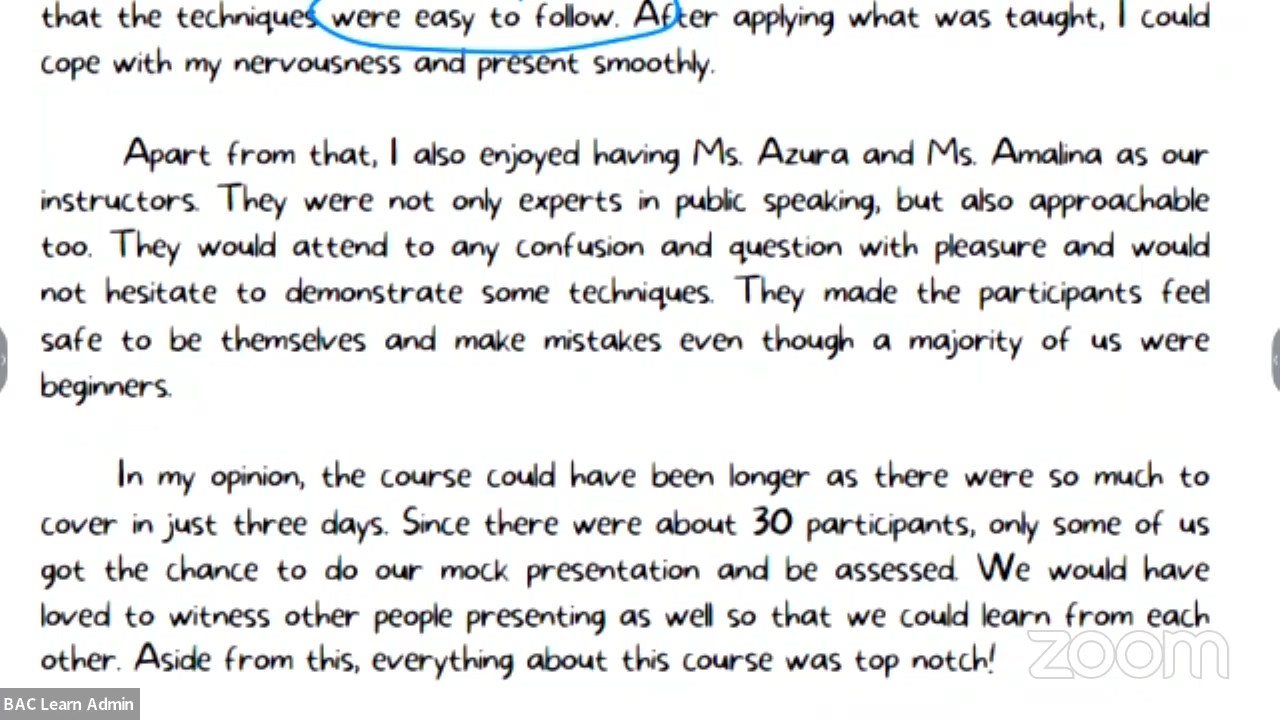 that the techniques were easy to follow. After applying what was taught, I could
cope with my nervousness and present smoothly.
Apart from that, I also enjoyed having Ms. Azura and Ms. Amalina as our
instructors. They were not only experts in public speaking, but also approachable
too. They would attend to any confusion and question with pleasure and would
not hesitate to demonstrate some techniques. They made the participants feel
safe to be themselves and make mistakes even though a majority of us were
beginners.
In my opinion, the course could have been longer as there were so much to
cover in just three days. Since there were about 30 participants, only some of us
got the chance to do our mock presentation and be assessed. We would have
loved to witness other people presenting as well so that we could learn from each
other. Aside from this, everything about this course was top notch!
zoom
BAC Learn Admin